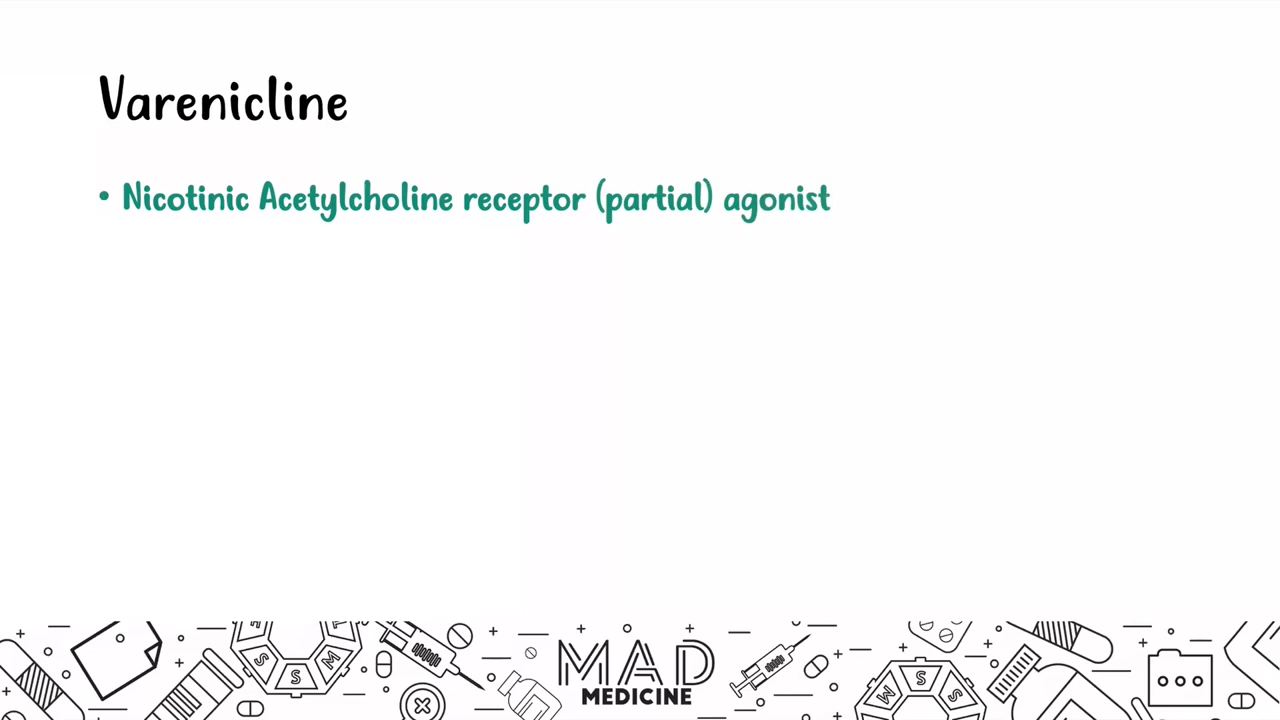 Varenicline
• Nicotinic Acetylcholine receptor (partial) agonist
MAD
MEDICINE
S
S
M
M
S
S